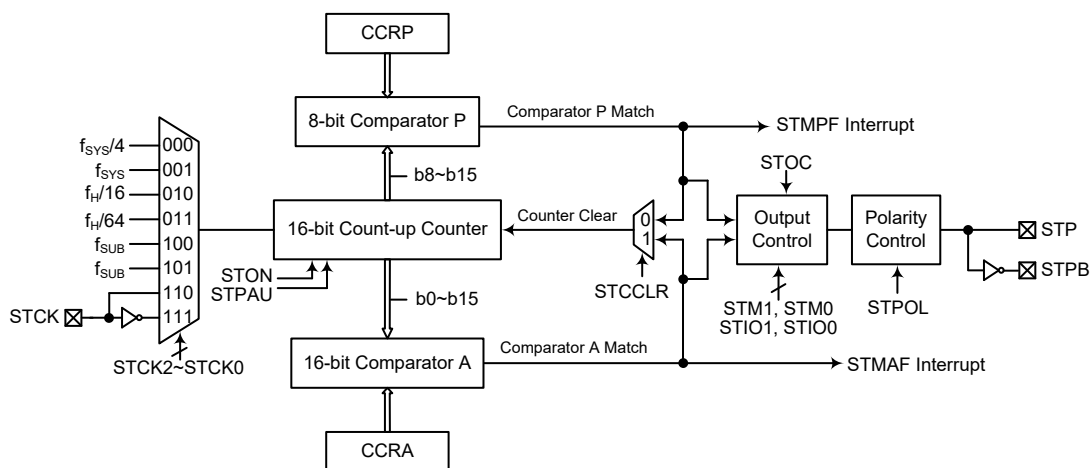 CCRP
8-bit Comparator P
Comparator P Match
STMPF Interrupt
fSYS/4
000
fSYS
001
fH/16
010
fH/64
011
fSUB
100
fSUB
101
110
111
STCK
STCK2~STCK0
b8~b15
16-bit Count-up Counter
Counter Clear
0
1
STCCLR
STOC
Output
Control
Polarity
Control
STP
STPB
STON
STPAU
STM1, STM0
STIO1, STIO0
STPOL
b0~b15
16-bit Comparator A
Comparator A Match
STMAF Interrupt
CCRA